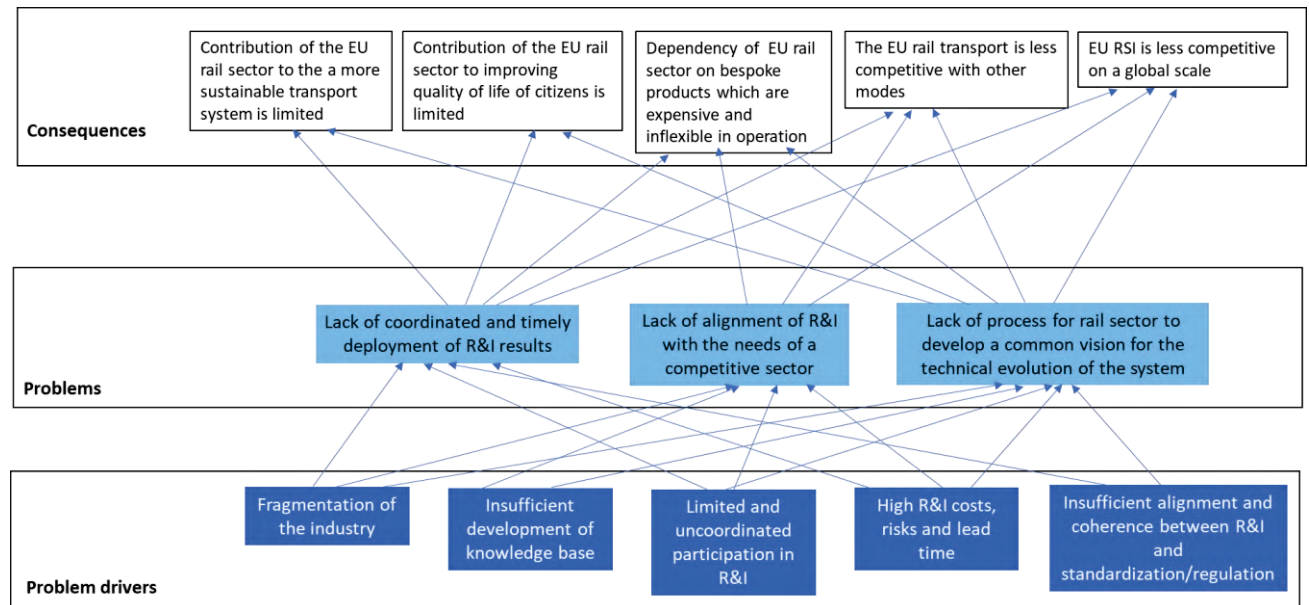 Contribution of the EU
rail sector to the a more
sustainable transport
system is limited
Contribution of the EU rail
sector to improving
quality of life of citizens is
limited
Dependency of EU rail
sector on bespoke
products which are
expensive and
inflexible in operation
The EU rail transport is less
competitive with other
modes
EU RSI is less competitive
on a global scale
Consequences
Lack of coordinated and timely
deployment of R&I results
Lack of alignment of R&I
with the needs of a
competitive sector
Lack of process for rail sector to
develop a common vision for the
technical evolution of the system
Problems
Fragmentation of
the industry
Insufficient
development of
knowledge base
Limited and
uncoordinated
participation in
R&I
High R&I costs,
risks and lead
time
Insufficient alignment and
coherence between R&I
and
standardization/regulation
Problem drivers